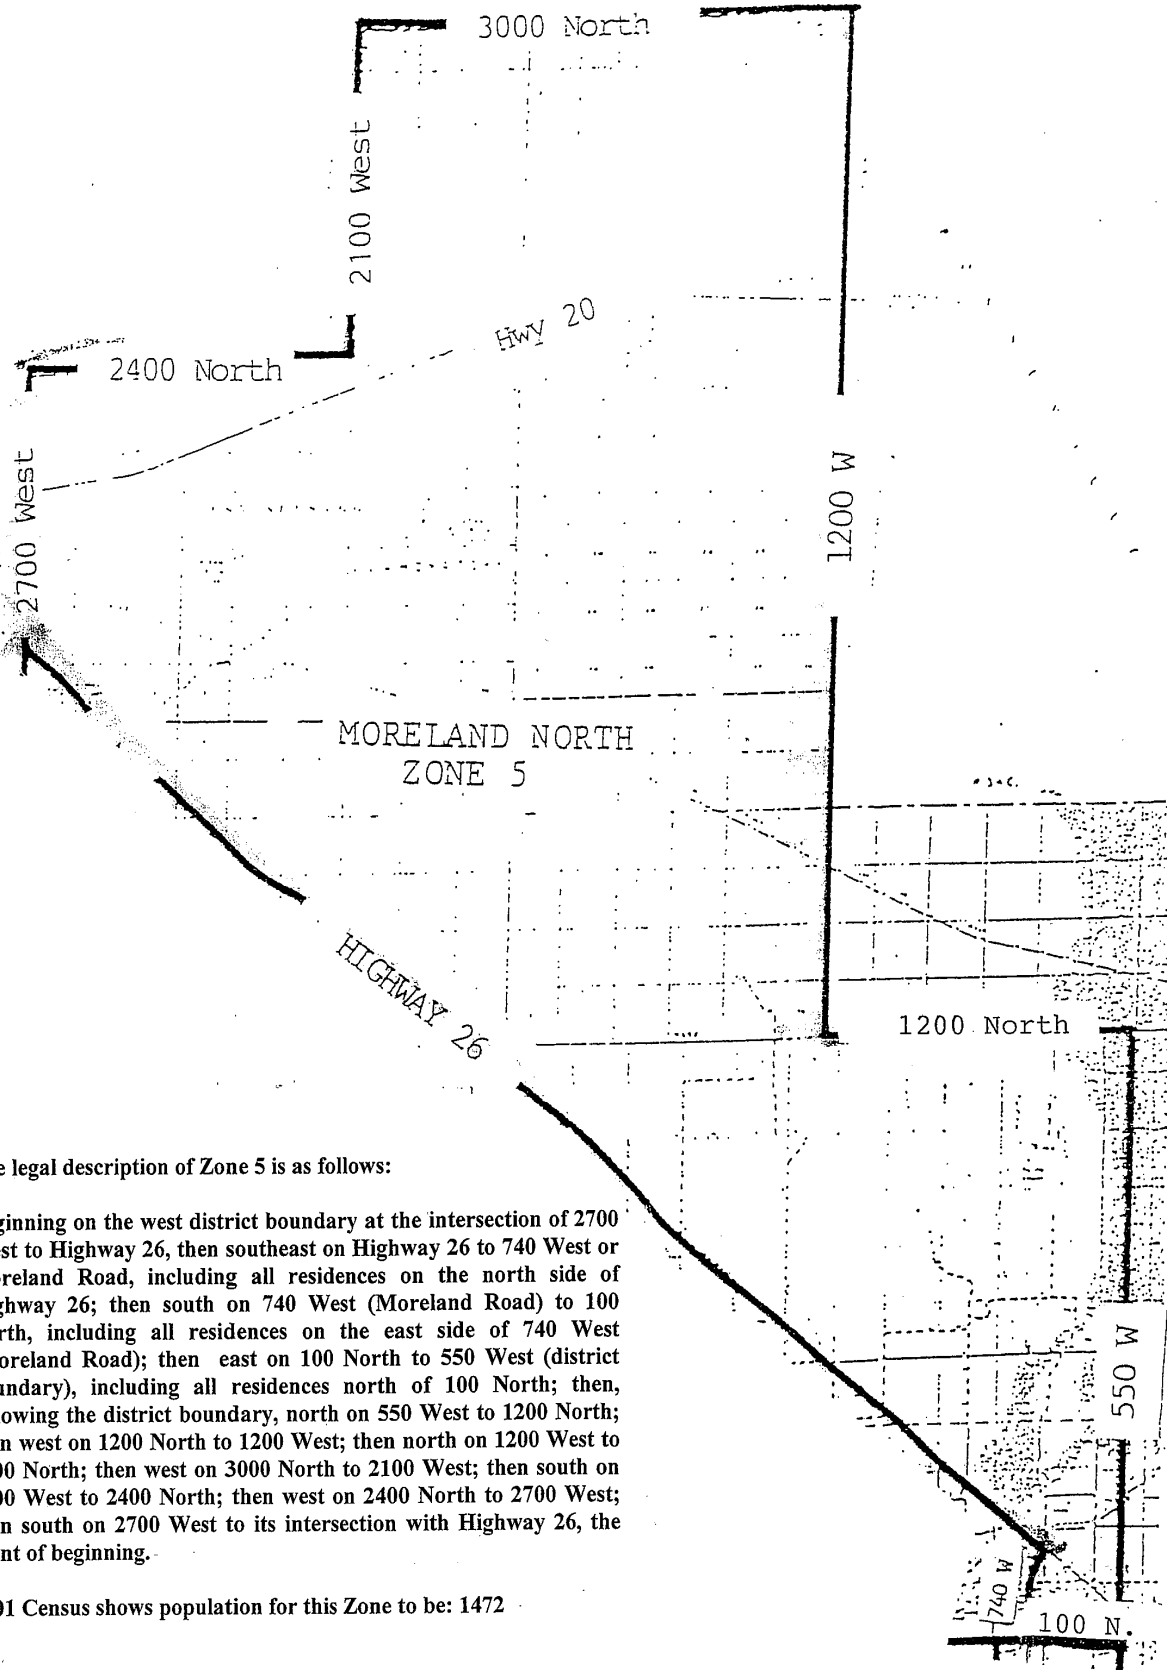 3000 North
2100 West
Hwy 20
2400 North
2700 West
1200 W
MORELAND NORTH
ZONE 5
HIGHWAY 26
1200 North
e legal description of Zone 5 is as follows:
ginning on the west district boundary at the intersection of 2700
st to Highway 26, then southeast on Highway 26 to 740 West or
reland Road, including all residences on the north side of
ghway 26; then south on 740 West (Moreland Road) to 100
rth, including all residences on the east side of 740 West
oreland Road); then east on 100 North to 550 West (district
undary), including all residences north of 100 North; then,
lowing the district boundary, north on 550 West to 1200 North;
n west on 1200 North to 1200 West; then north on 1200 West to
00 North; then west on 3000 North to 2100 West; then south on
00 West to 2400 North; then west on 2400 North to 2700 West;
n south on 2700 West to its intersection with Highway 26, the
nt of beginning.
01 Census shows population for this Zone to be: 1472
550 W
740 W
100 N.